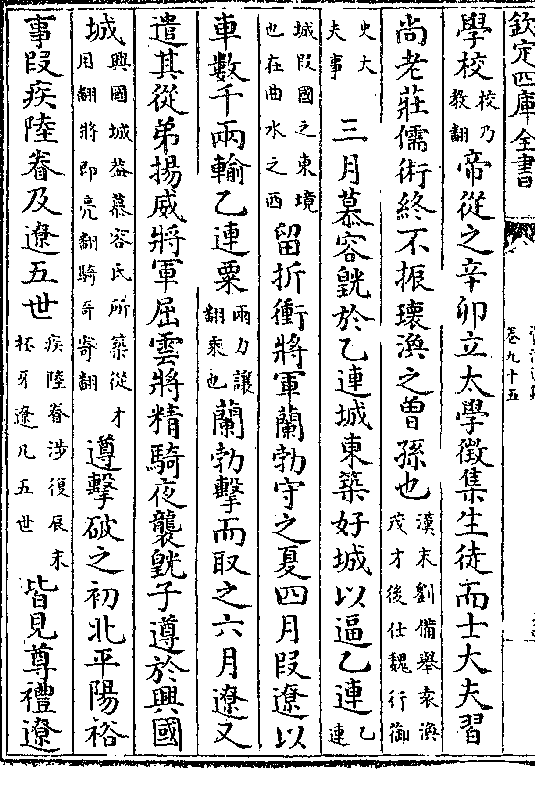 欽定四庫全書
卷九十五
學校校乃教翻帝從之辛卯立太學徵集生徒而士大夫習
尚老莊儒術終不振瓌渙之曾孫也漢末劉備舉袁渙茂才後仕魏行御
史大夫事三月慕容皝於乙連城東築好城以逼乙連乙連
城段國之東境也在曲水之西留折衝將軍蘭勃守之夏四月段遼以
車數千兩輸乙連粟兩力讓翻乘也蘭勃擊而取之六月遼又
遣其從弟揚威將軍屈雲將精騎夜襲皝子遵於興國
城興國城葢慕容氏所築從才用翻將即亮翻騎竒寄翻遵擊破之初北平陽裕
事段疾陸眷及遼五世疾陸眷涉復辰末柸牙遼凡五世皆見尊禮遼